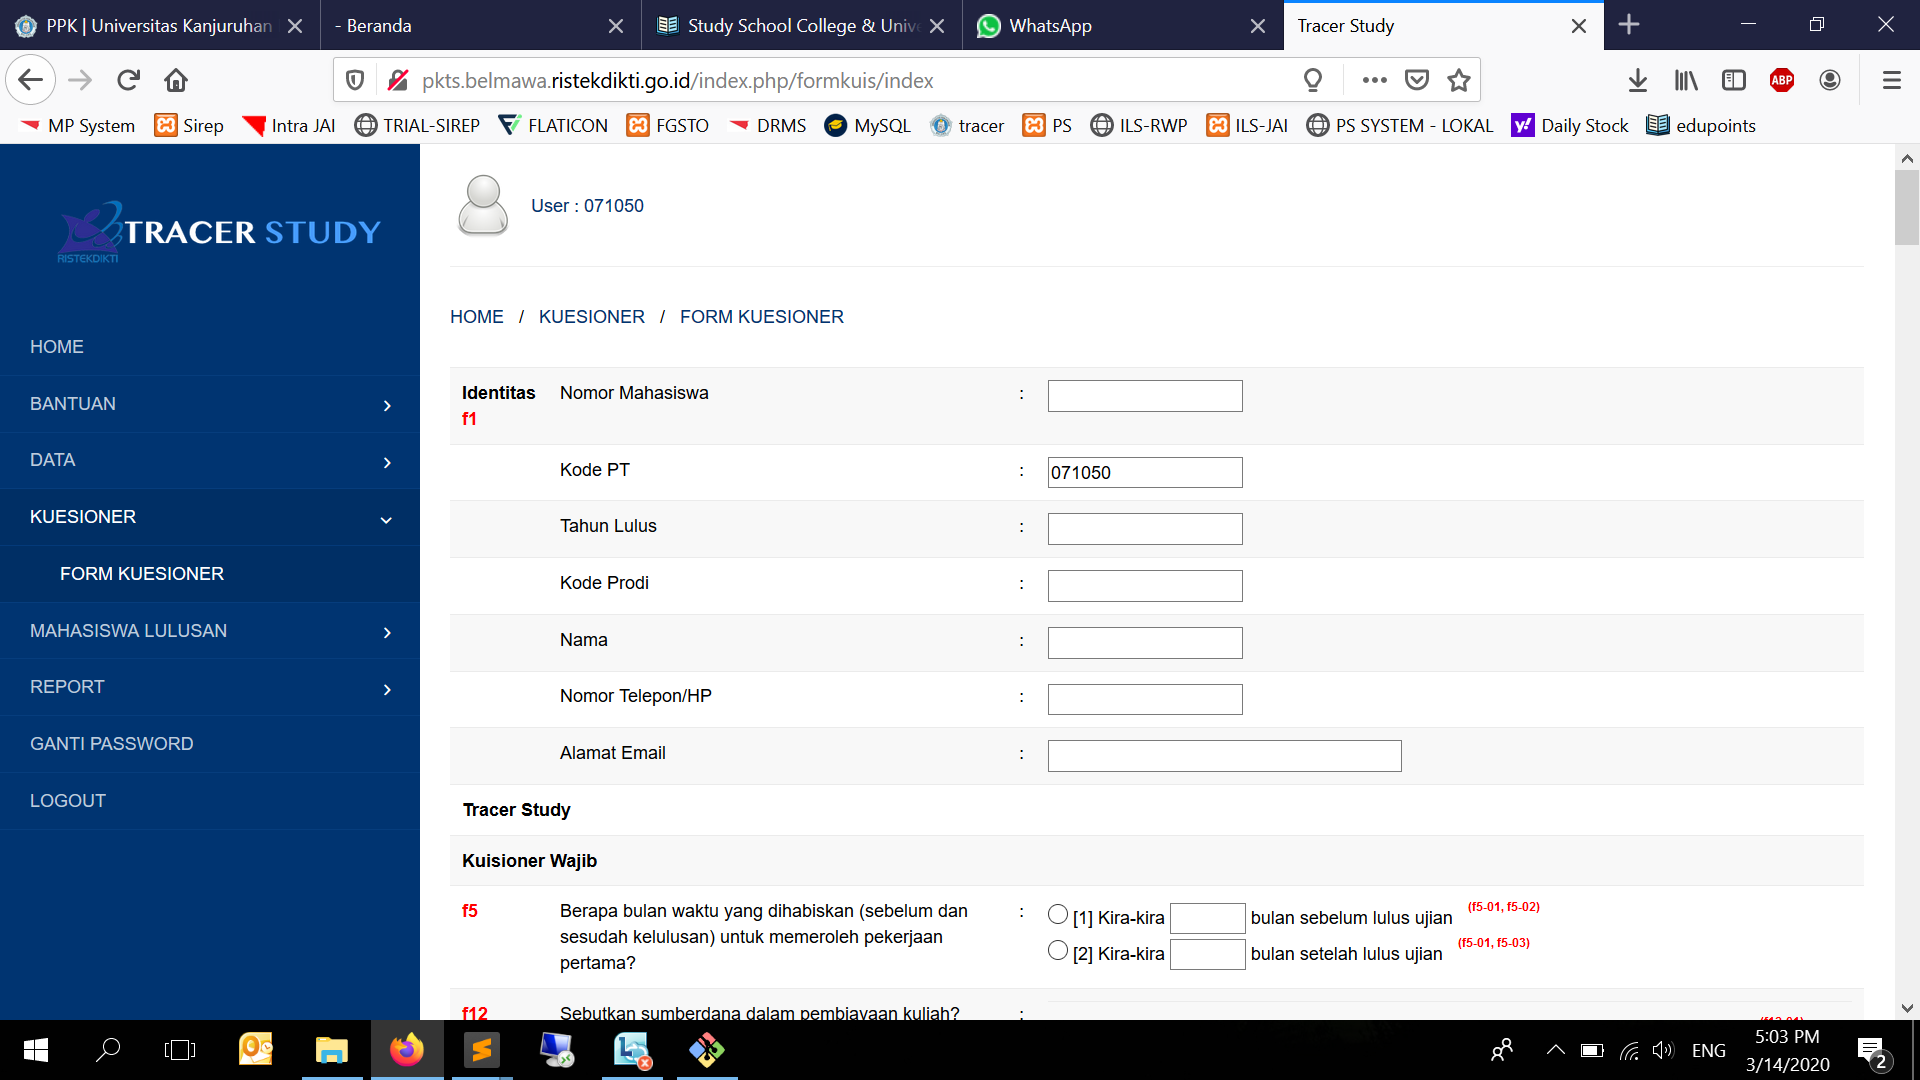 PPK | Universitas Kanjuruhan
- Beranda
Study School College & Unive
WhatsApp
Tracer Study
pkts.belmawa.ristekdikti.go.id/index.php/formkuis/index
ABP
MP System
Sirep
Intra JAI
TRIAL-SIREP
FLATICON
FGSTO
DRMS
MySQL
tracer
PS
ILS-RWP
ILS-JAI
PS SYSTEM - LOKAL
Daily Stock
edupoints
TRACER STUDY
RISTEKDIKTI
HOME
BANTUAN
DATA
KUESIONER
FORM KUESIONER
MAHASISWA LULUSAN
REPORT
GANTI PASSWORD
LOGOUT
User : 071050
HOME / KUESIONER / FORM KUESIONER
Identitas Nomor Mahasiswa :
f1
Kode PT : 071050
Tahun Lulus :
Kode Prodi :
Nama :
Nomor Telepon/HP :
Alamat Email :
Tracer Study
Kuisioner Wajib
f5 Berapa bulan waktu yang dihabiskan (sebelum dan
sesudah kelulusan) untuk memeroleh pekerjaan
pertama?
:
[1] Kira-kira bulan sebelum lulus ujian (f5-01, f5-02)
[2] Kira-kira bulan setelah lulus ujian (f5-01, f5-03)
f12 Sebutkan sumberdana dalam pembiayaan kuliah? :
(f12-01)
ENG
5:03 PM
3/14/2020
2